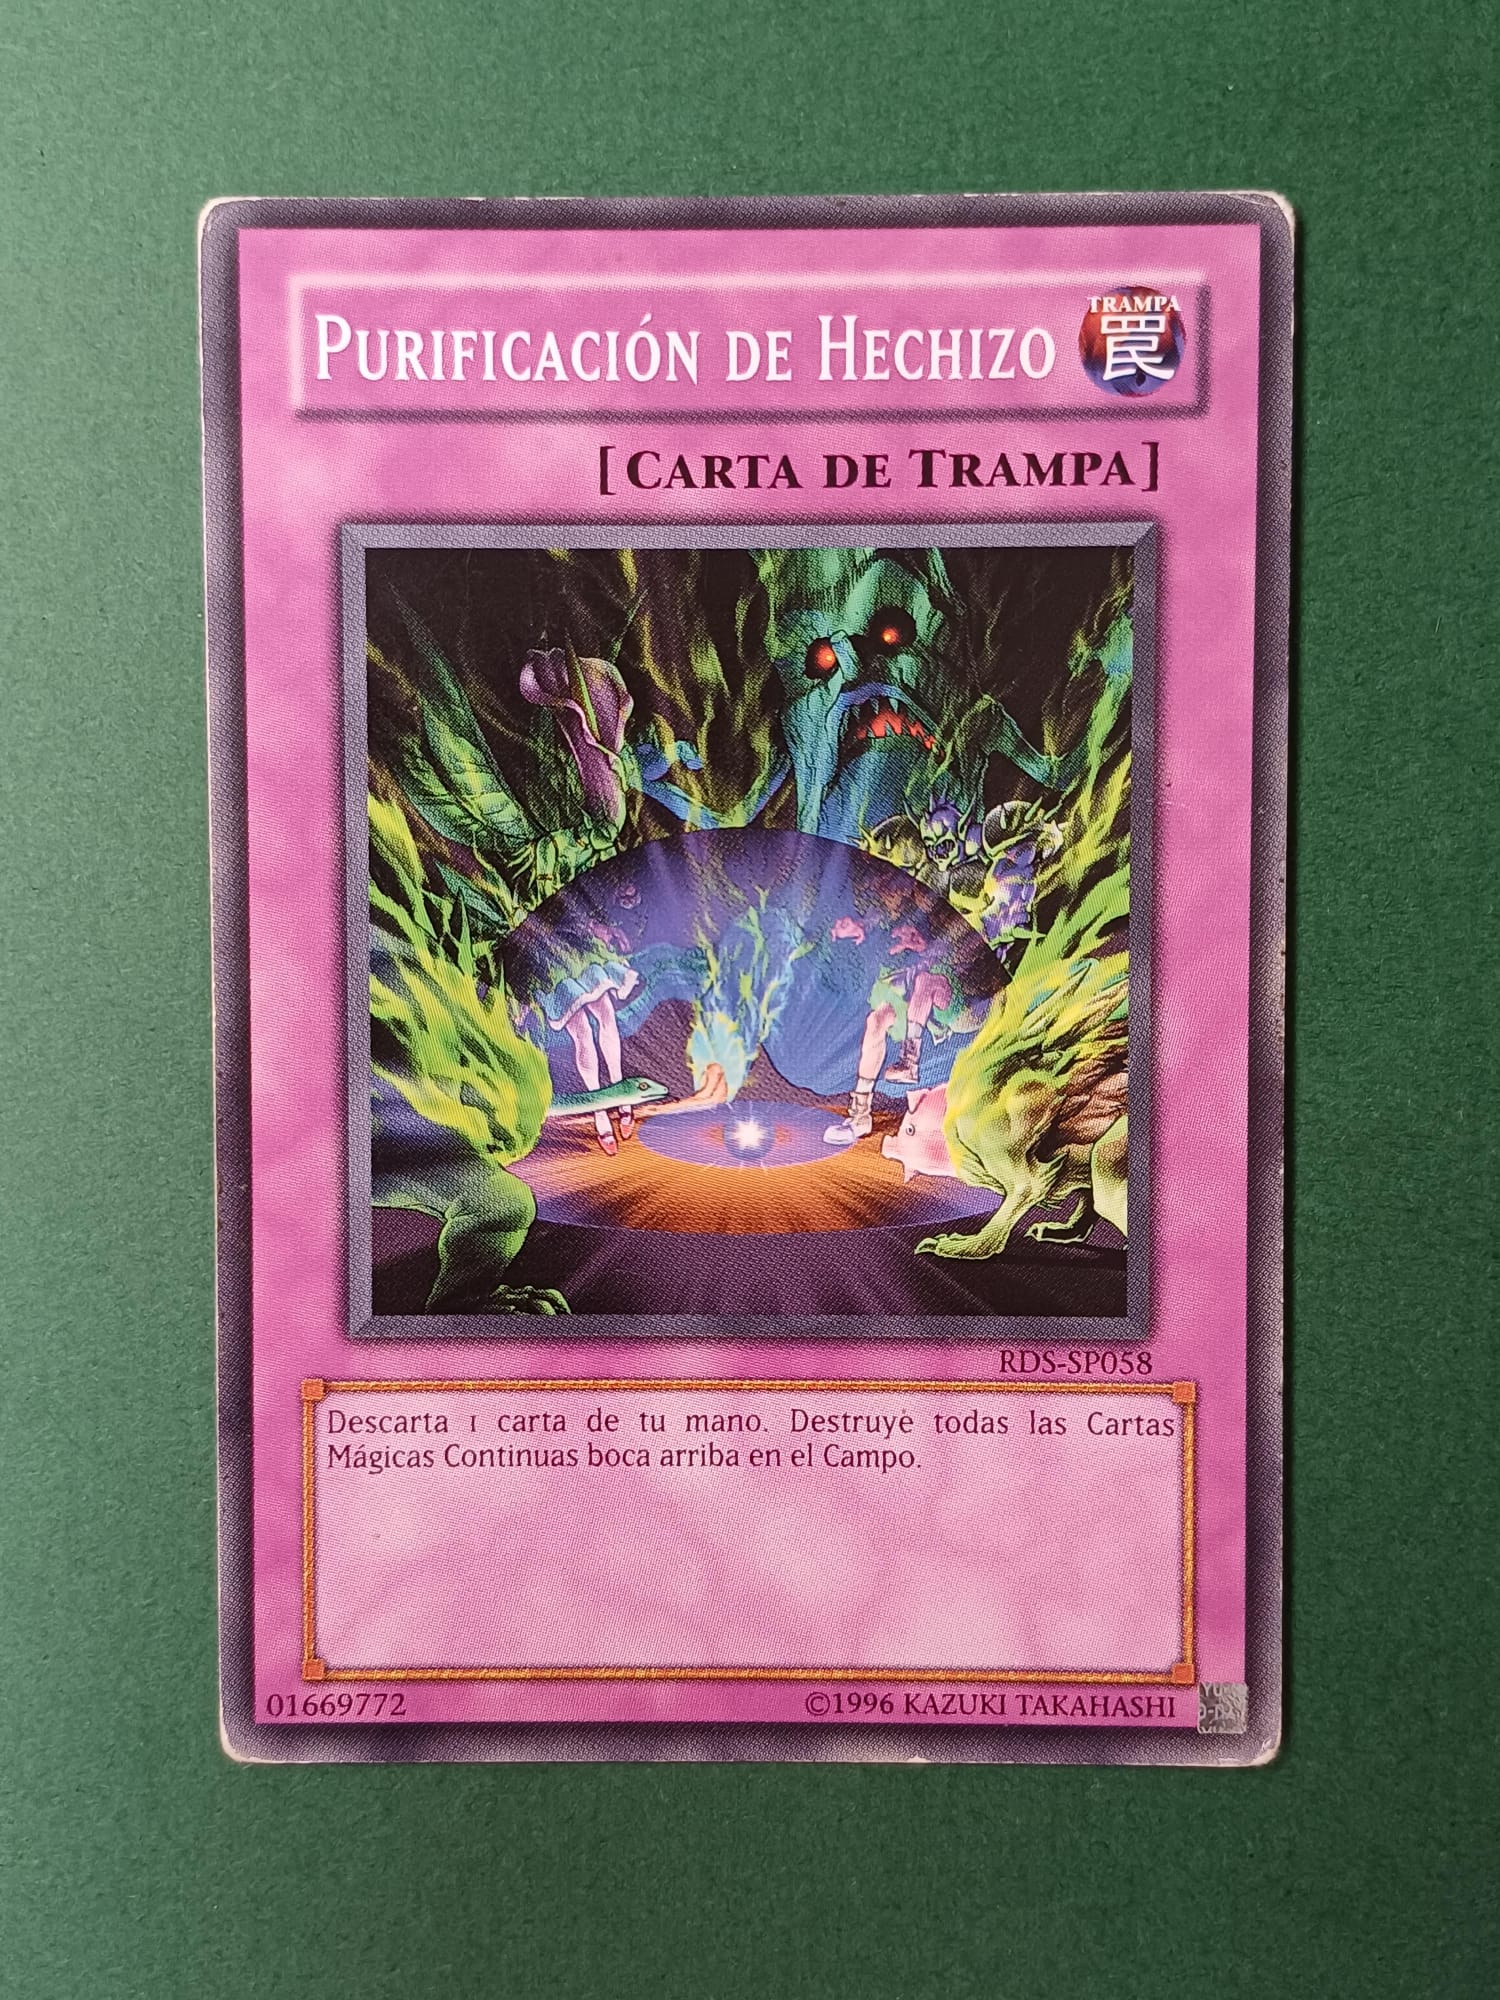 PURIFICACIÓN DE HECHIZO
TRAMPA
罠
[CARTA DE TRAMPA]
RDS-SP058
Descarta 1 carta de tu mano. Destruye todas las Cartas
Mágicas Continuas boca arriba en el Campo.
01669772
©1996 KAZUKI TAKAHASHI